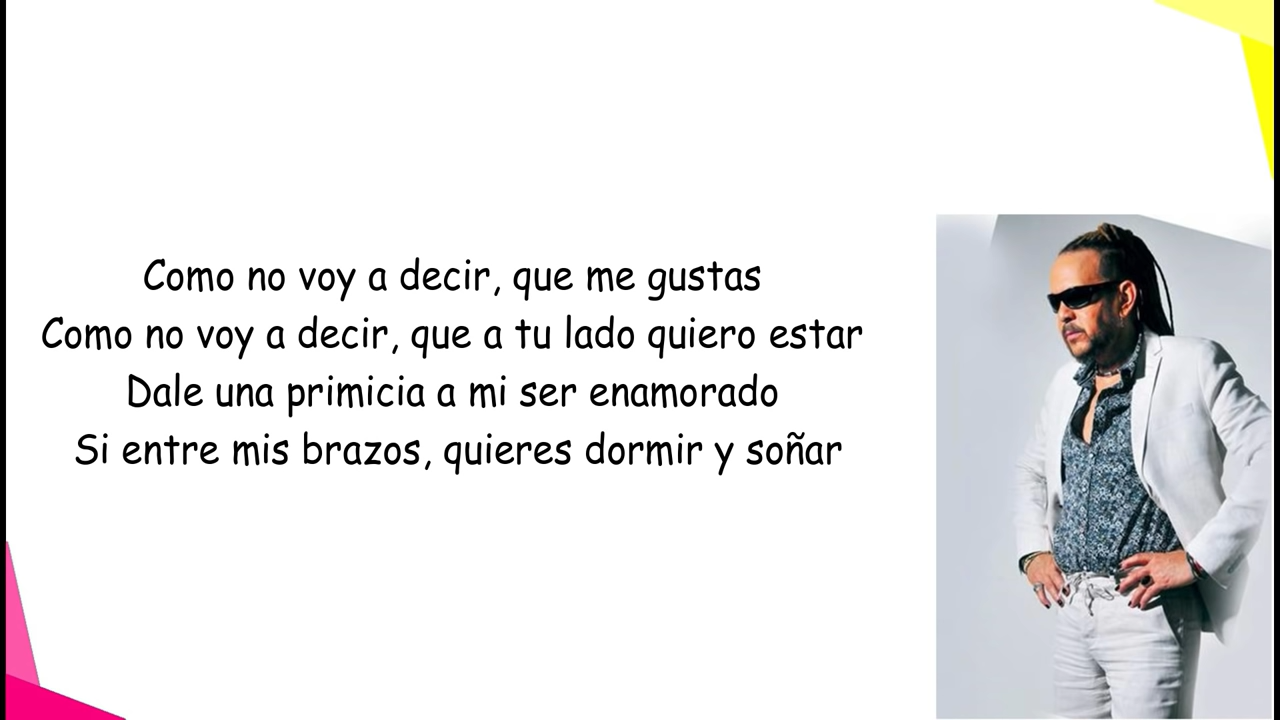 Como no voy a decir, que me gustas
Como no voy a decir, que a tu lado quiero estar
Dale una primicia a mi ser enamorado
Si entre mis brazos, quieres dormir y soñar